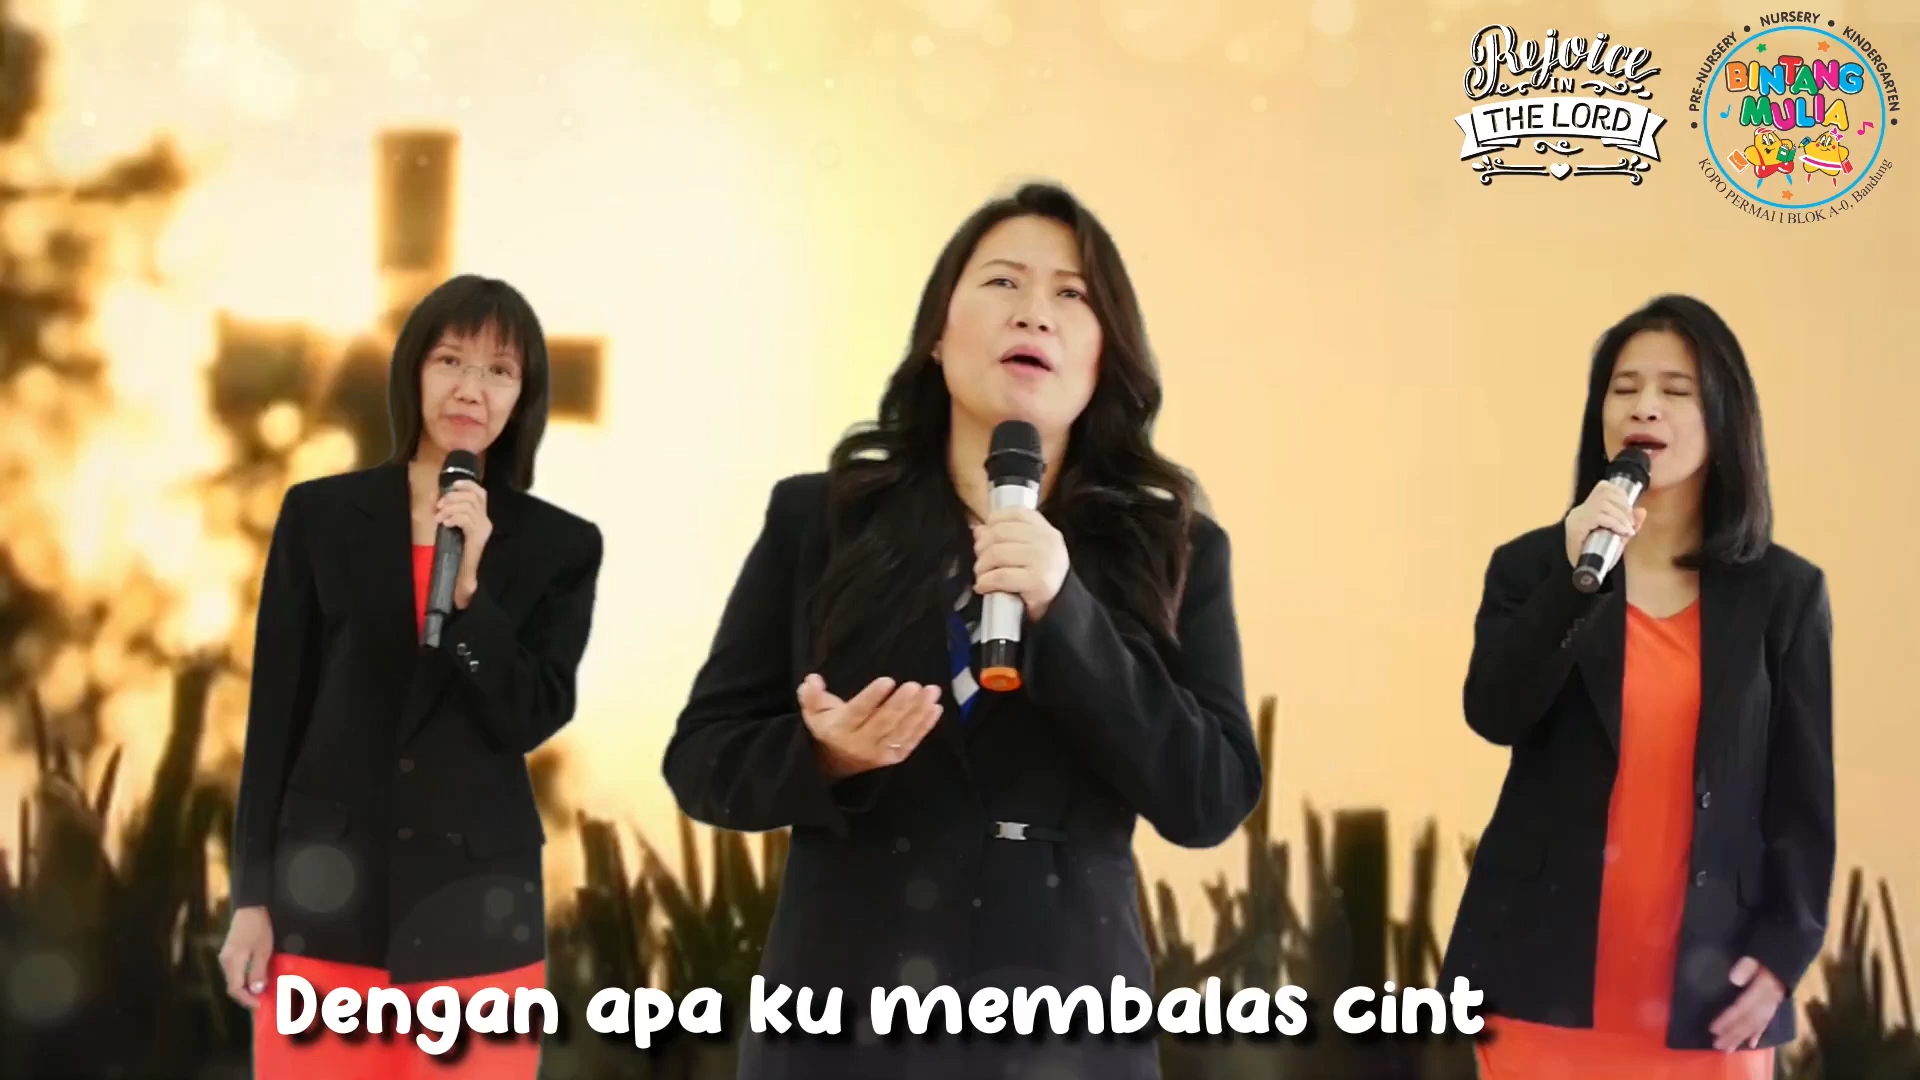 Rejoice
IN
THE LORD
PRE-NURSERY • NURSERY • KINDERGARTEN
BINTANG
MULIA
KOPO PERMAI I BLOK A-0, Bandung
Dengan apa ku membalas cint